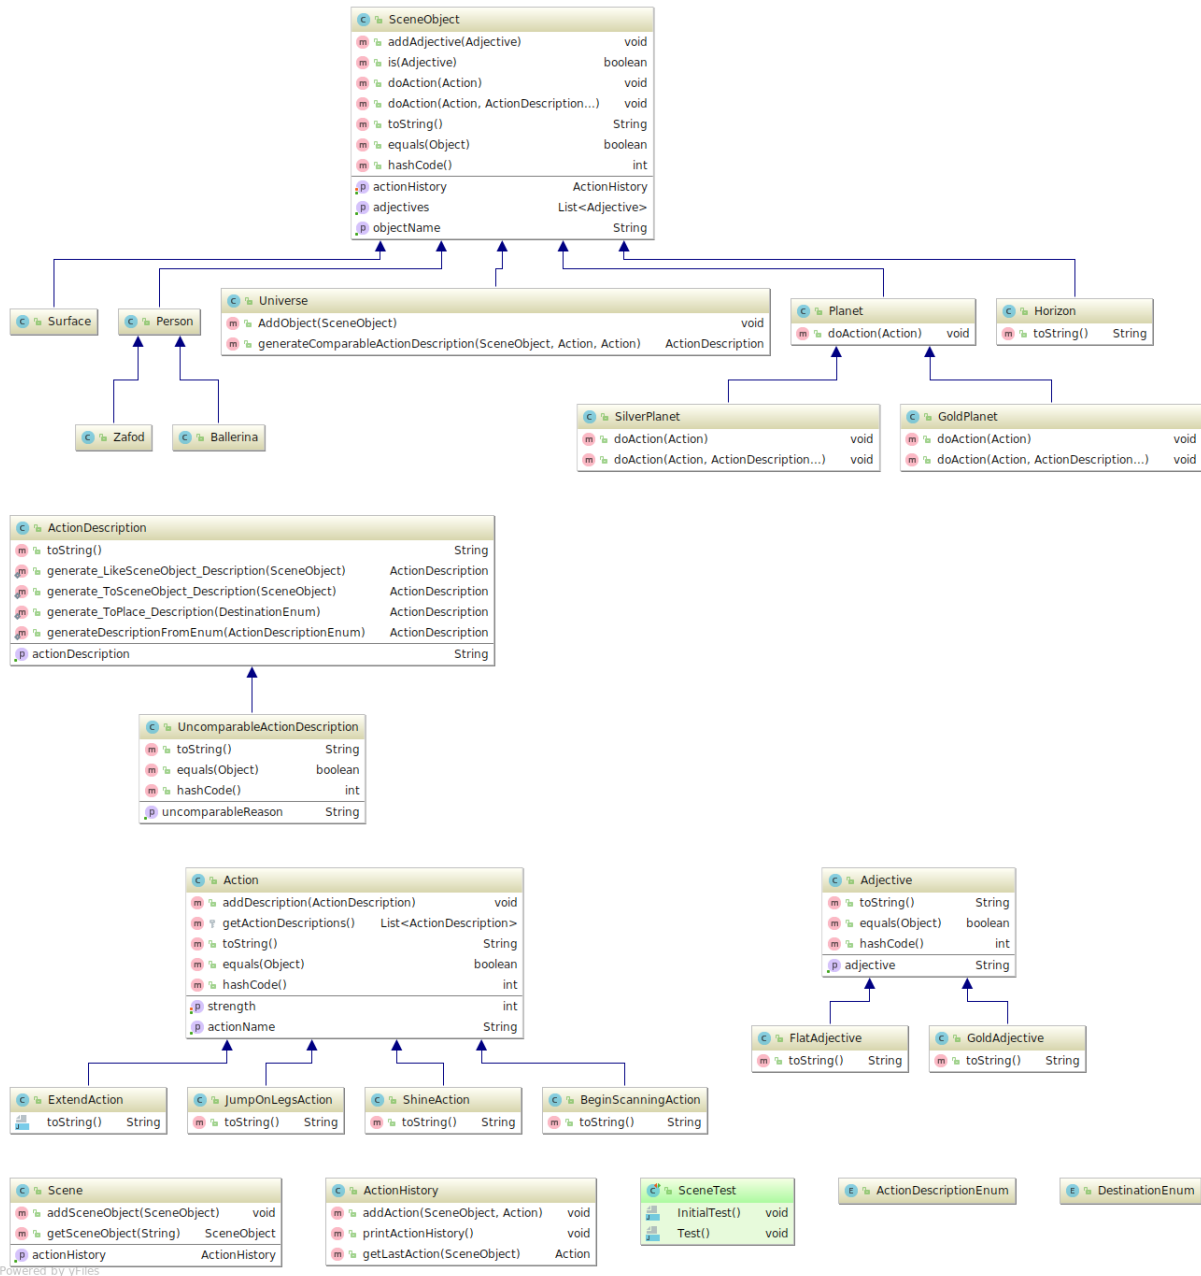 SceneObject
addAdjective(Adjective) void
is(Adjective) boolean
doAction(Action) void
doAction(Action, ActionDescription...) void
toString() String
equals(Object) boolean
hashCode() int
actionHistory ActionHistory
adjectives List<Adjective>
objectName String
Surface
Person
Universe
AddObject(SceneObject) void
generateComparableActionDescription(SceneObject, Action, Action) ActionDescription
Planet
doAction(Action) void
Horizon
toString() String
Zafod
Ballerina
SilverPlanet
doAction(Action) void
doAction(Action, ActionDescription...) void
GoldPlanet
doAction(Action) void
doAction(Action, ActionDescription...) void
ActionDescription
toString() String
generate_LikeSceneObject_Description(SceneObject) ActionDescription
generate_ToSceneObject_Description(SceneObject) ActionDescription
generate_ToPlace_Description(DestinationEnum) ActionDescription
generateDescriptionFromEnum(ActionDescriptionEnum) ActionDescription
actionDescription String
UncomparableActionDescription
toString() String
equals(Object) boolean
hashCode() int
uncomparableReason String
Action
addDescription(ActionDescription) void
getActionDescriptions() List<ActionDescription>
toString() String
equals(Object) boolean
hashCode() int
strength int
actionName String
Adjective
toString() String
equals(Object) boolean
hashCode() int
adjective String
FlatAdjective
toString() String
GoldAdjective
toString() String
ExtendAction
toString() String
JumpOnLegsAction
toString() String
ShineAction
toString() String
BeginScanningAction
toString() String
Scene
addSceneObject(SceneObject) void
getSceneObject(String) SceneObject
actionHistory ActionHistory
ActionHistory
addAction(SceneObject, Action) void
printActionHistory() void
getLastAction(SceneObject) Action
SceneTest
InitialTest() void
Test() void
ActionDescriptionEnum
DestinationEnum
Powered by yFiles